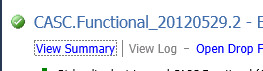 CASC.Functional_20120529.2 - 
View Summary | View Log - Open Drop F